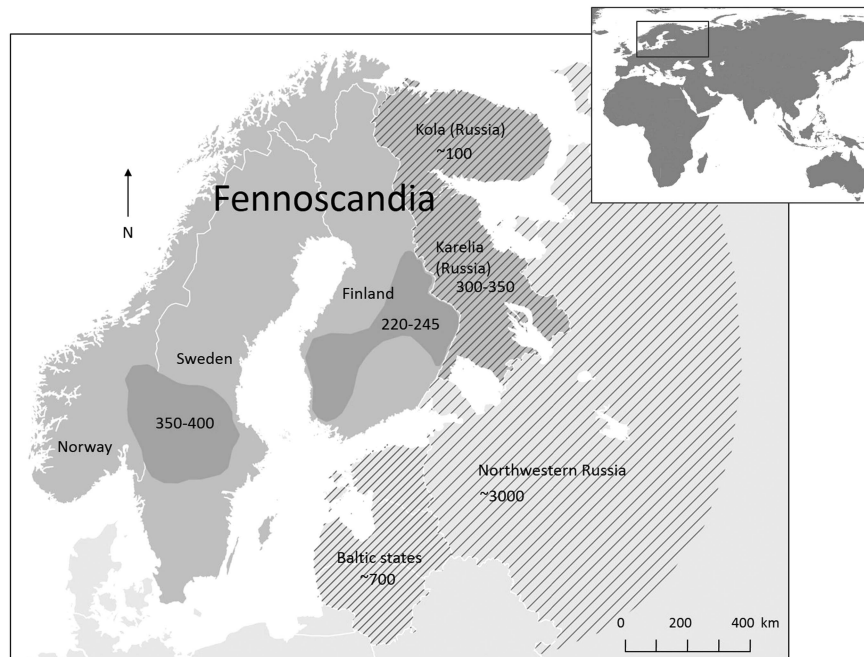 Kola (Russia)
~100
Fennoscandia
N
Karelia
(Russia)
300-350
Finland
220-245
Sweden
350-400
Norway
Northwestern Russia
~3000
Baltic states
~700
0 200 400 km